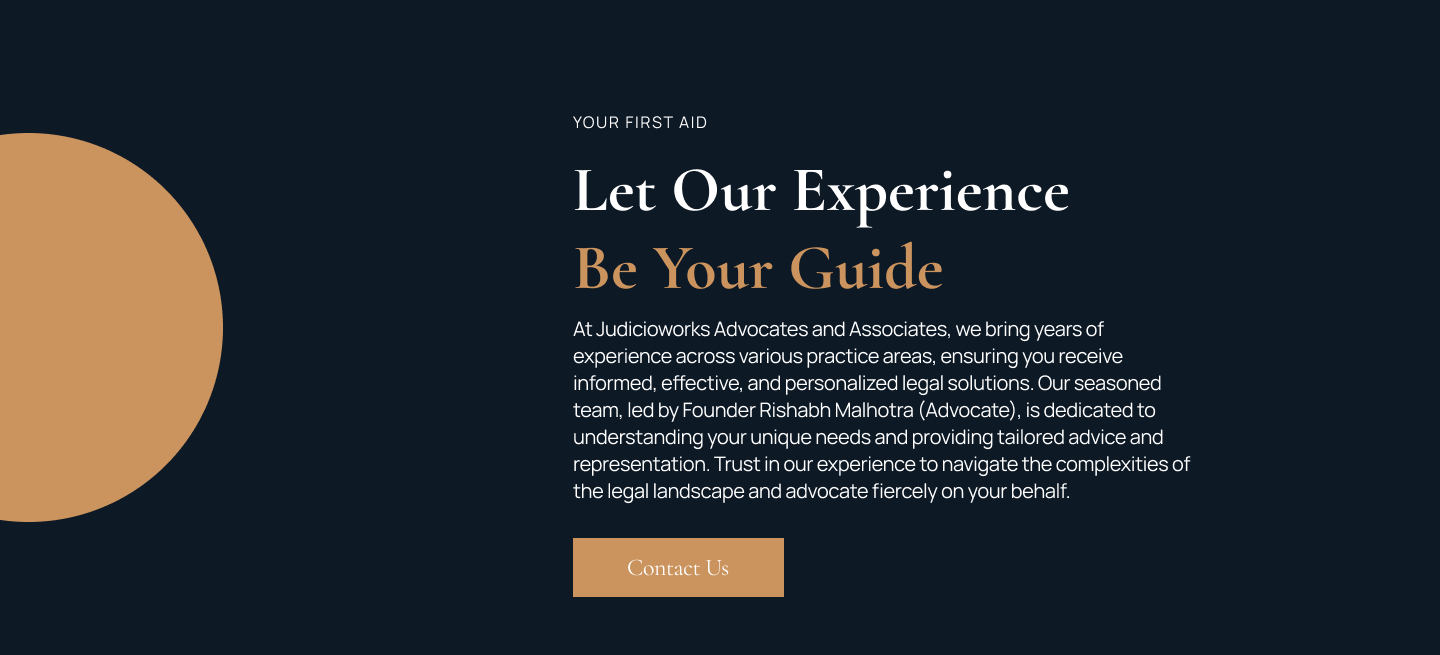 YOUR FIRST AID
Let Our Experience
Be Your Guide
At Judicioworks Advocates and Associates, we bring years of
experience across various practice areas, ensuring you receive
informed, effective, and personalized legal solutions. Our seasoned
team, led by Founder Rishabh Malhotra (Advocate), is dedicated to
understanding your unique needs and providing tailored advice and
representation. Trust in our experience to navigate the complexities of
the legal landscape and advocate fiercely on your behalf.
Contact Us